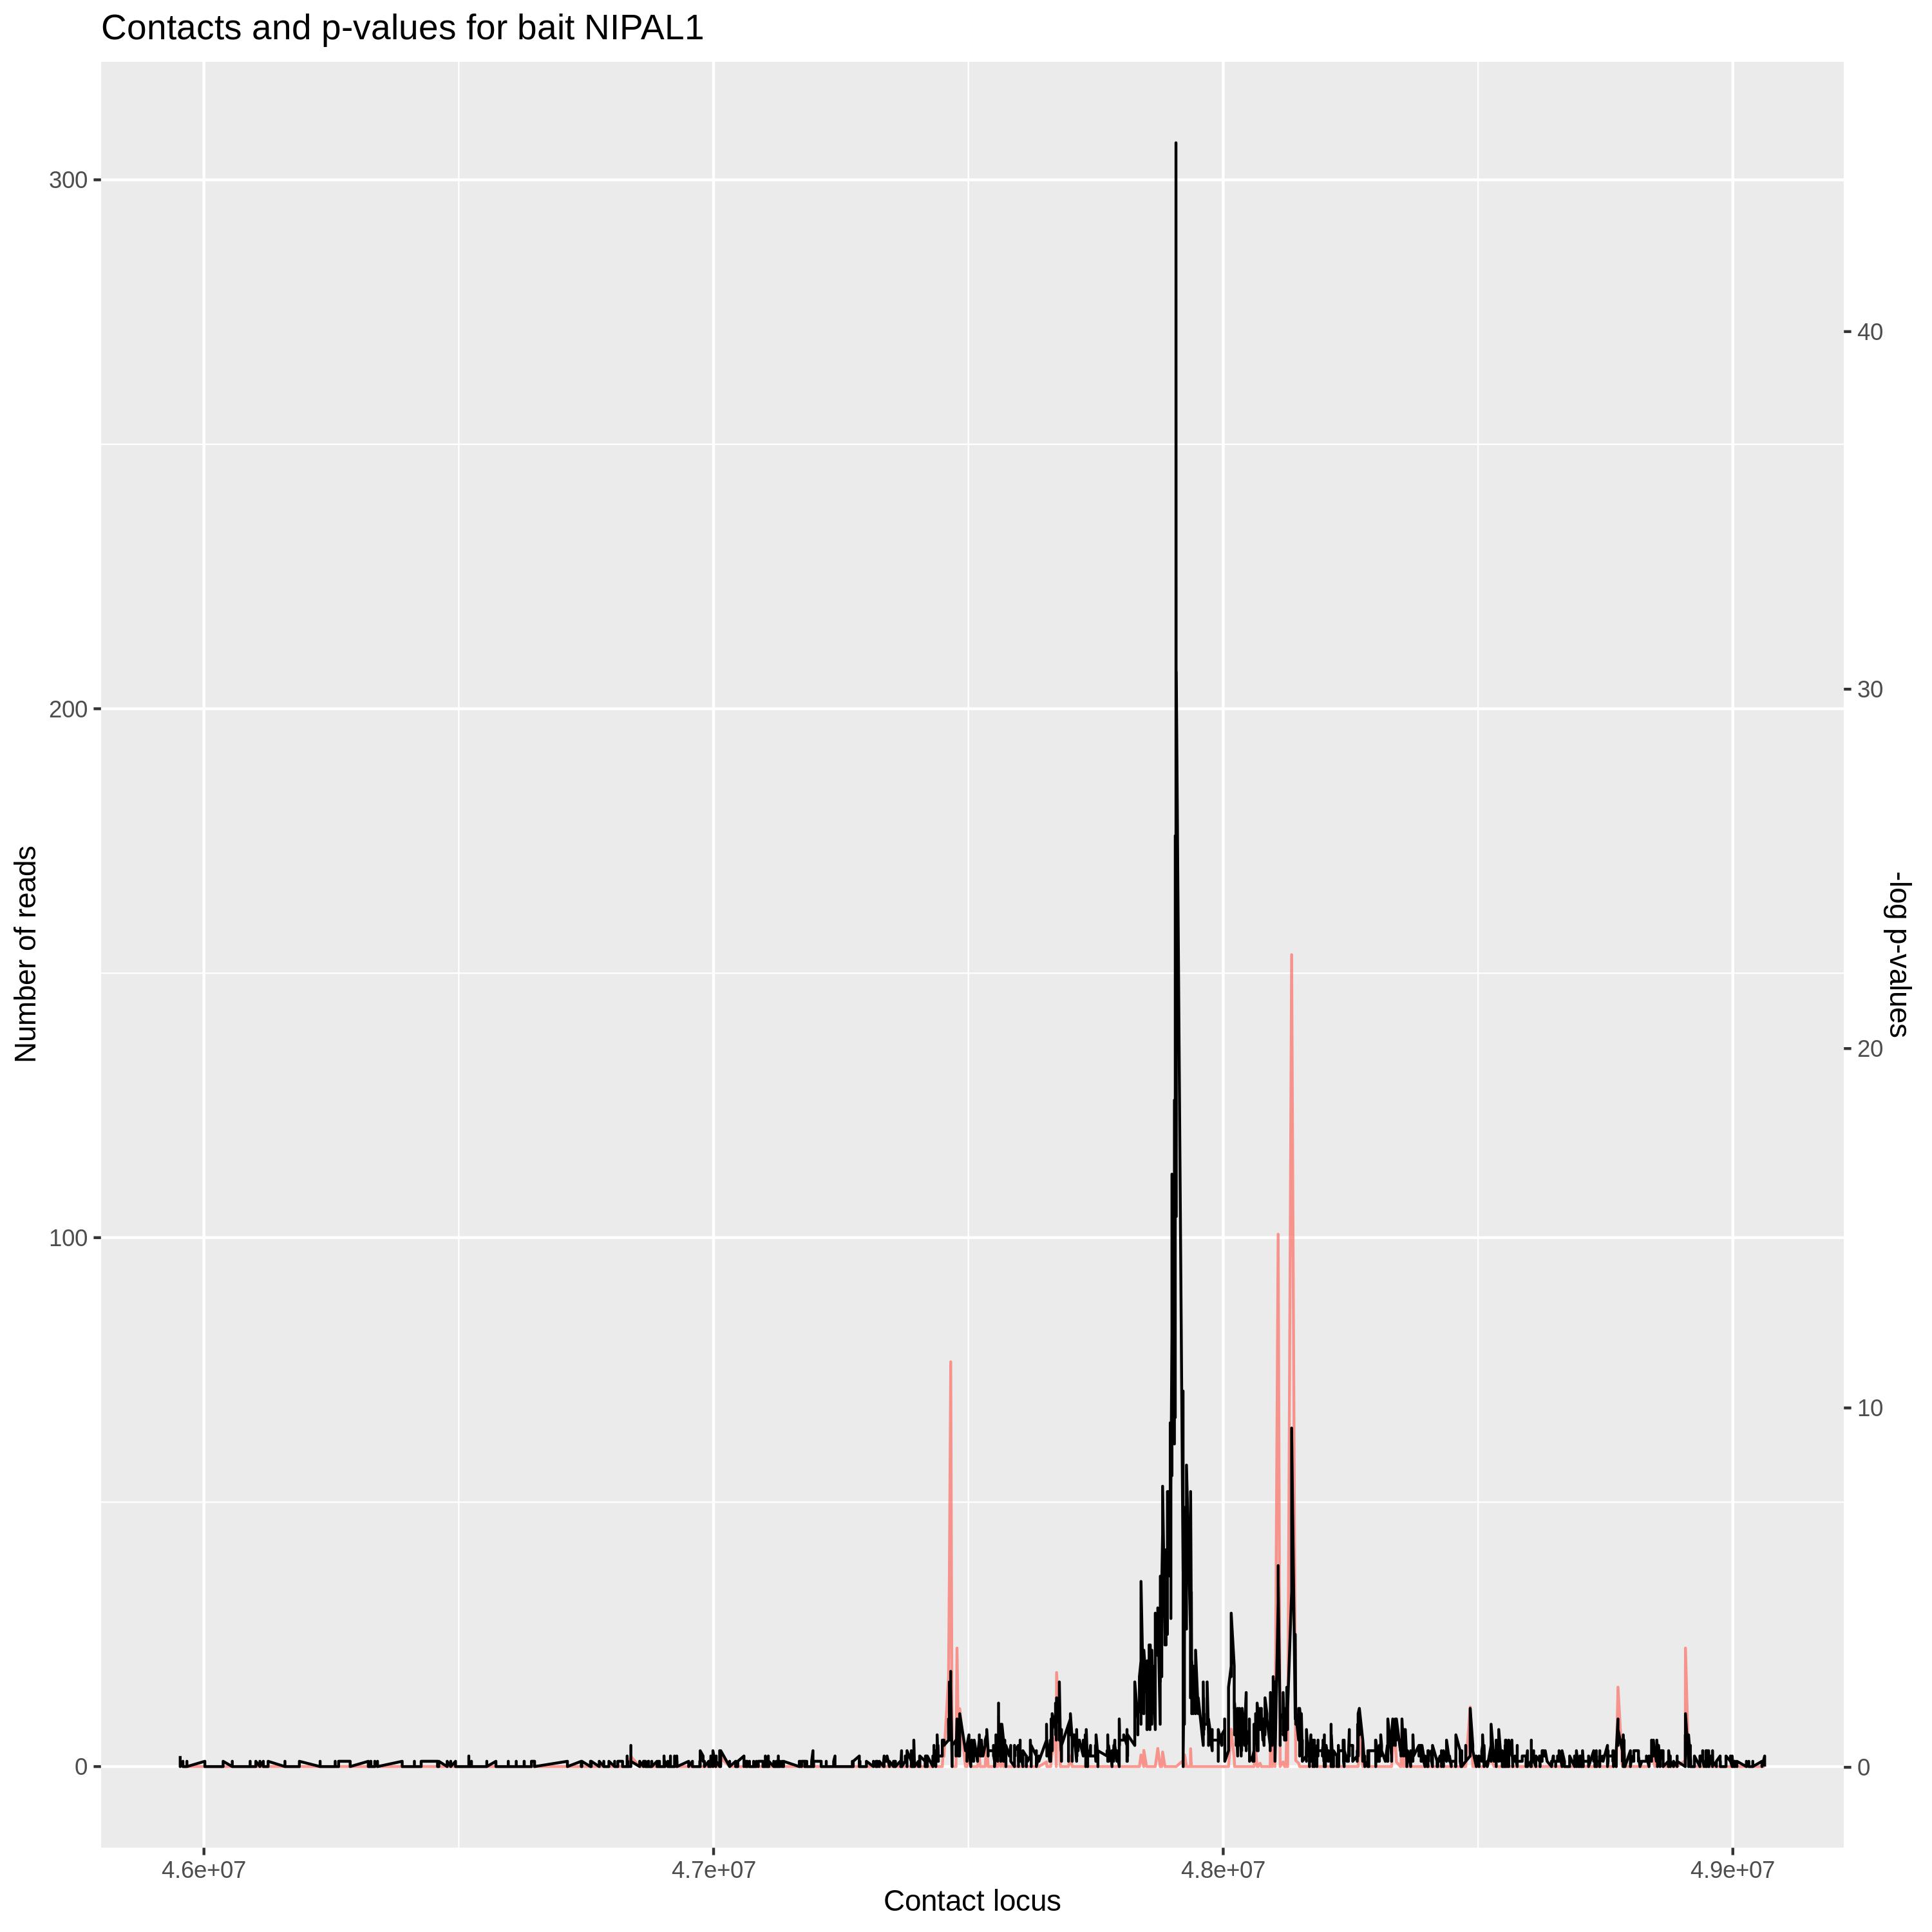 Contacts and p-values for bait NIPAL1
300
200
100
0
Number of reads
40
30
20
10
0
-log p-values
4.6e+07
4.7e+07
4.8e+07
4.9e+07
Contact locus